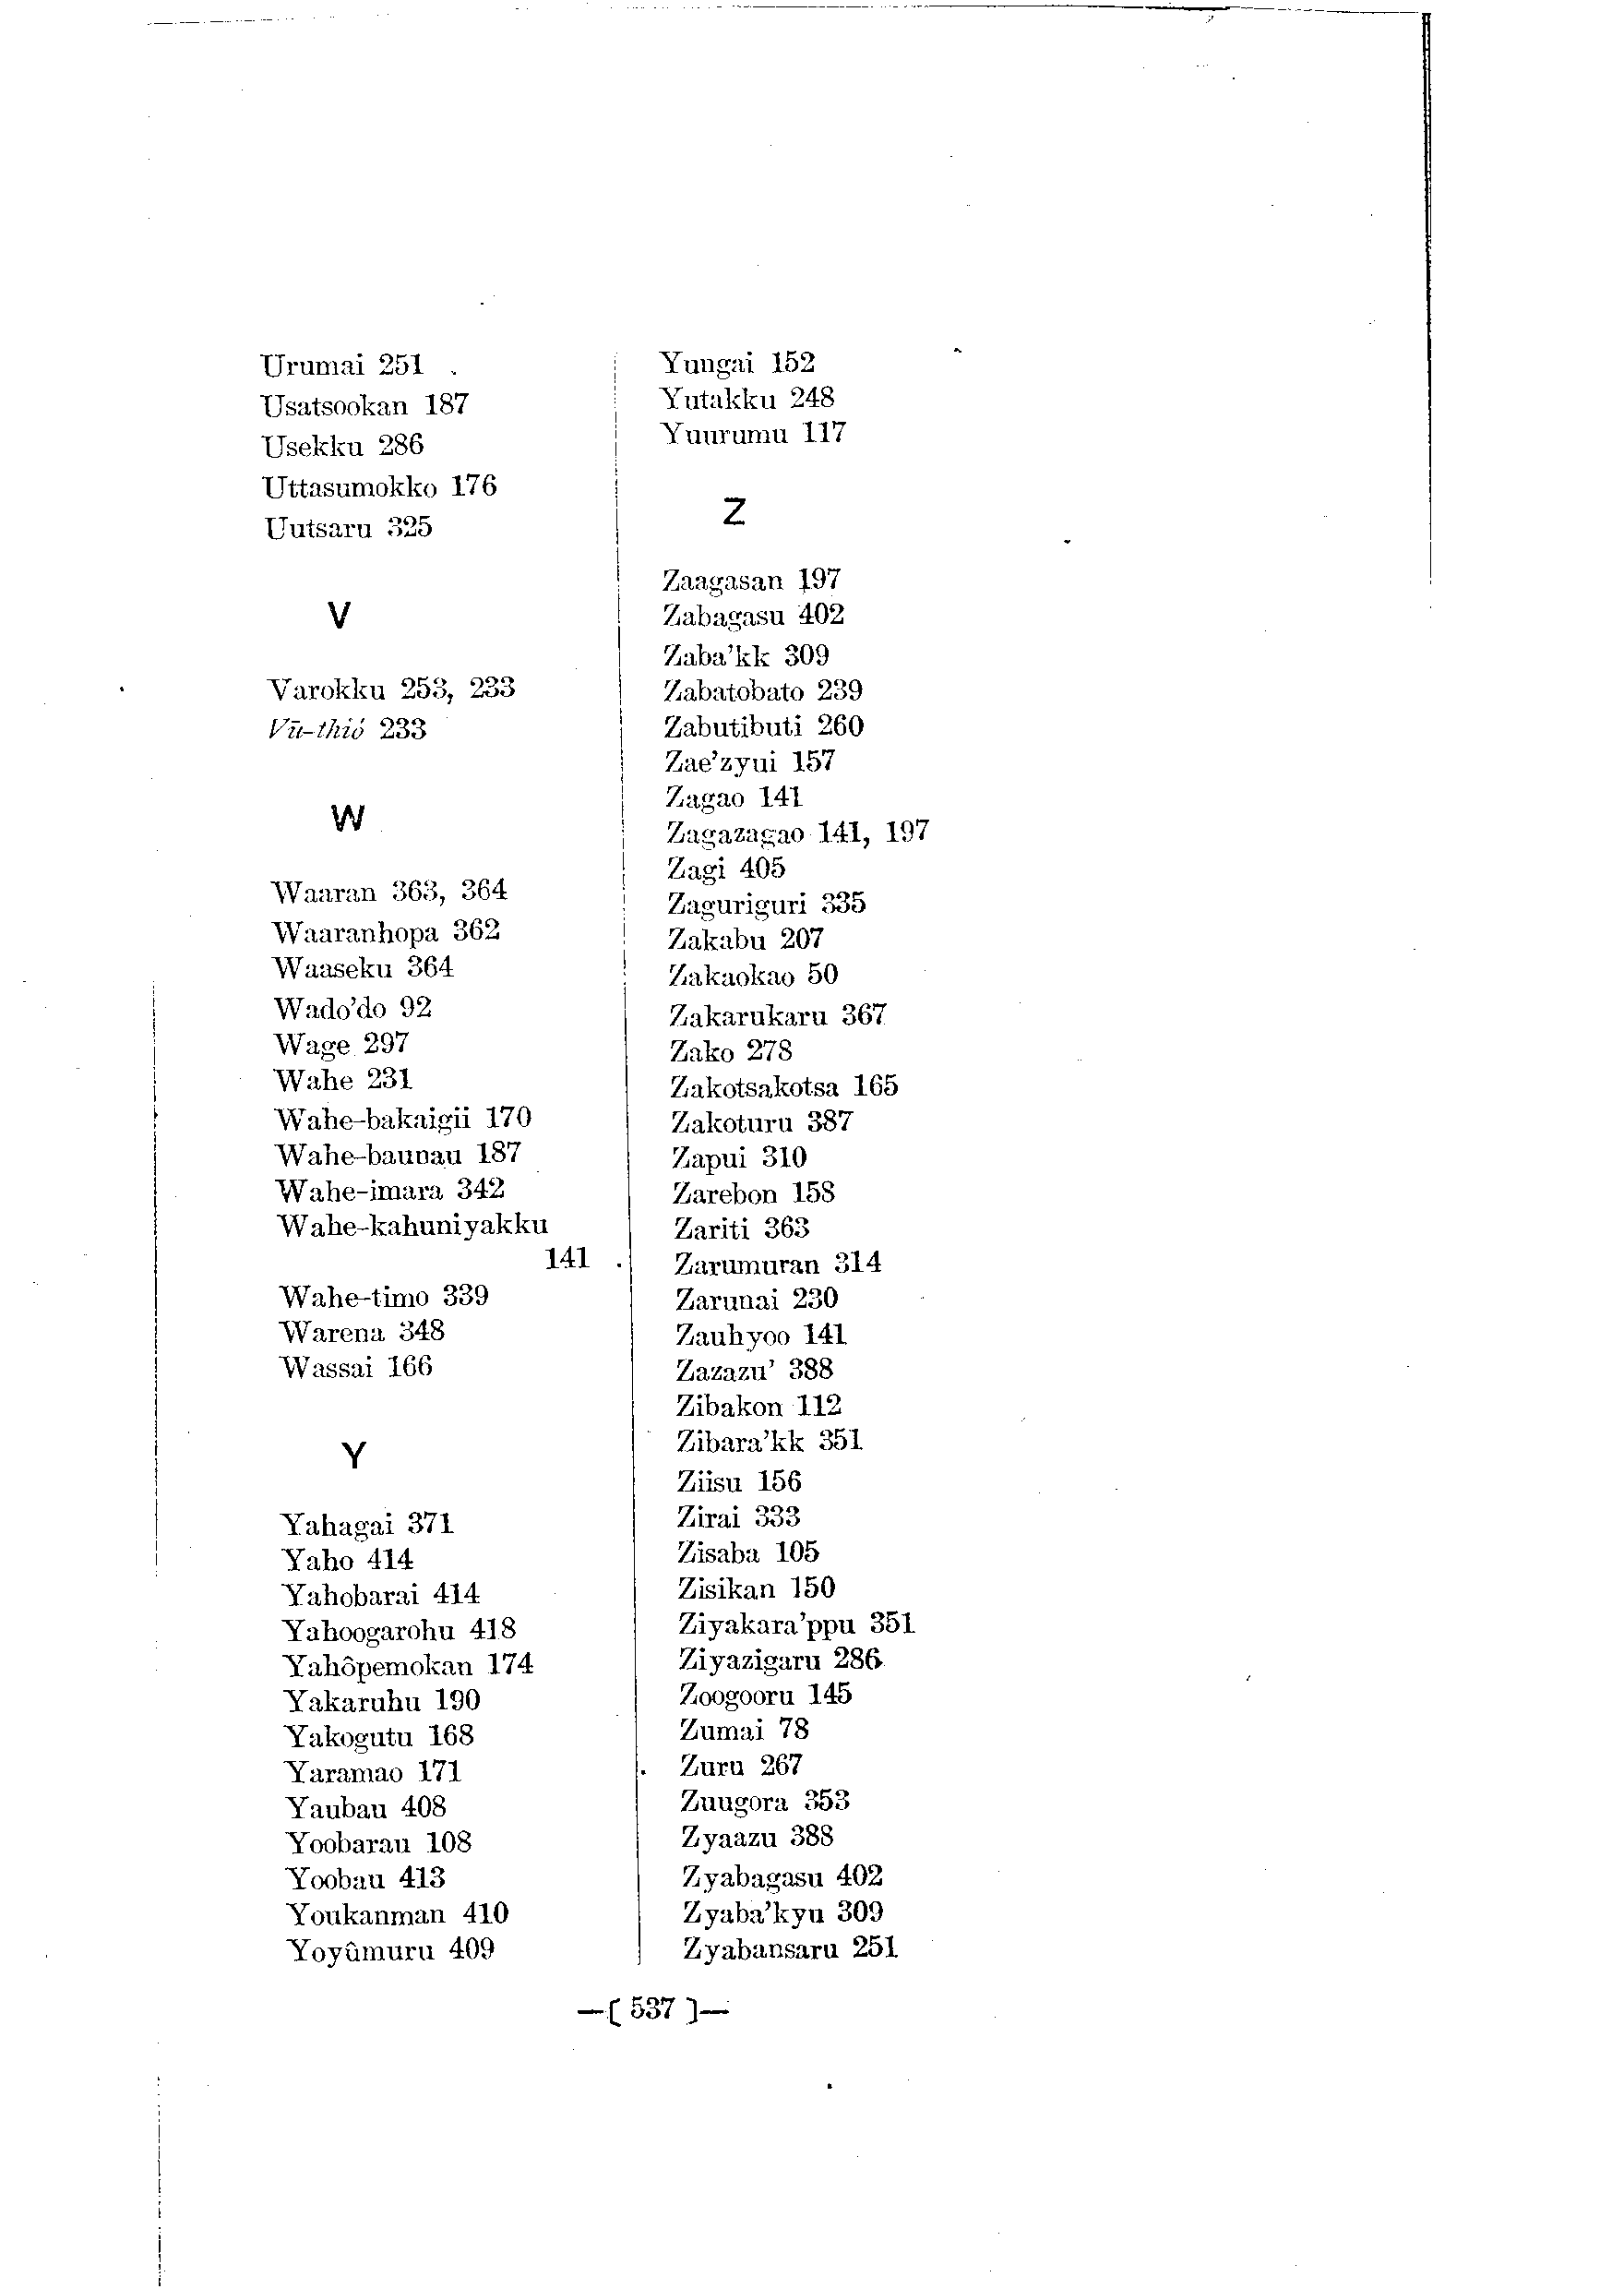 Urumai 251
Usatsookan 187
Usekku 286
Uttasumokko 176
Uutsaru 325
V
Varokku 253, 233
Vū-thió 233
W
Waaran 363, 364
Waaranhopa 362
Waaseku 364
Wado'do 92
Wage 297
Wahe 231
Wahe-bakaigii 170
Wahe-baunau 187
Wahe-imara 342
Wahe-kahuniyakku
141
Wahe-timo 339
Warena 348
Wassai 166
Y
Yahagai 371
Yaho 414
Yahobarai 414
Yahoogarohu 418
Yahôpemokan 174
Yakaruhu 190
Yakogutu 168
Yaramao 171
Yaubau 408
Yoobarau 108
Yoobau 413
Youkanman 410
Yoyûmuru 409
Yungai 152
Yutakku 248
Yuurumu 117
Z
Zaagasan 197
Zabagasu 402
Zaba'kk 309
Zabatobato 239
Zabutibuti 260
Zae'zyui 157
Zagao 141
Zagazagao 141, 197
Zagi 405
Zaguriguri 335
Zakabu 207
Zakaokao 50
Zakarukaru 367
Zako 278
Zakotsakotsa 165
Zakoturu 387
Zapui 310
Zarebon 158
Zariti 363
Zarumuran 314
Zarunai 230
Zauhyoo 141
Zazazu' 388
Zibakon 112
Zibara'kk 351
Ziisu 156
Zirai 333
Zisaba 105
Zisikan 150
Ziyakara'ppu 351
Ziyazigaru 286
Zoogooru 145
Zumai 78
Zuru 267
Zuugora 353
Zyaazu 388
Zyabagasu 402
Zyaba'kyu 309
Zyabansaru 251
—[ 537 ]—